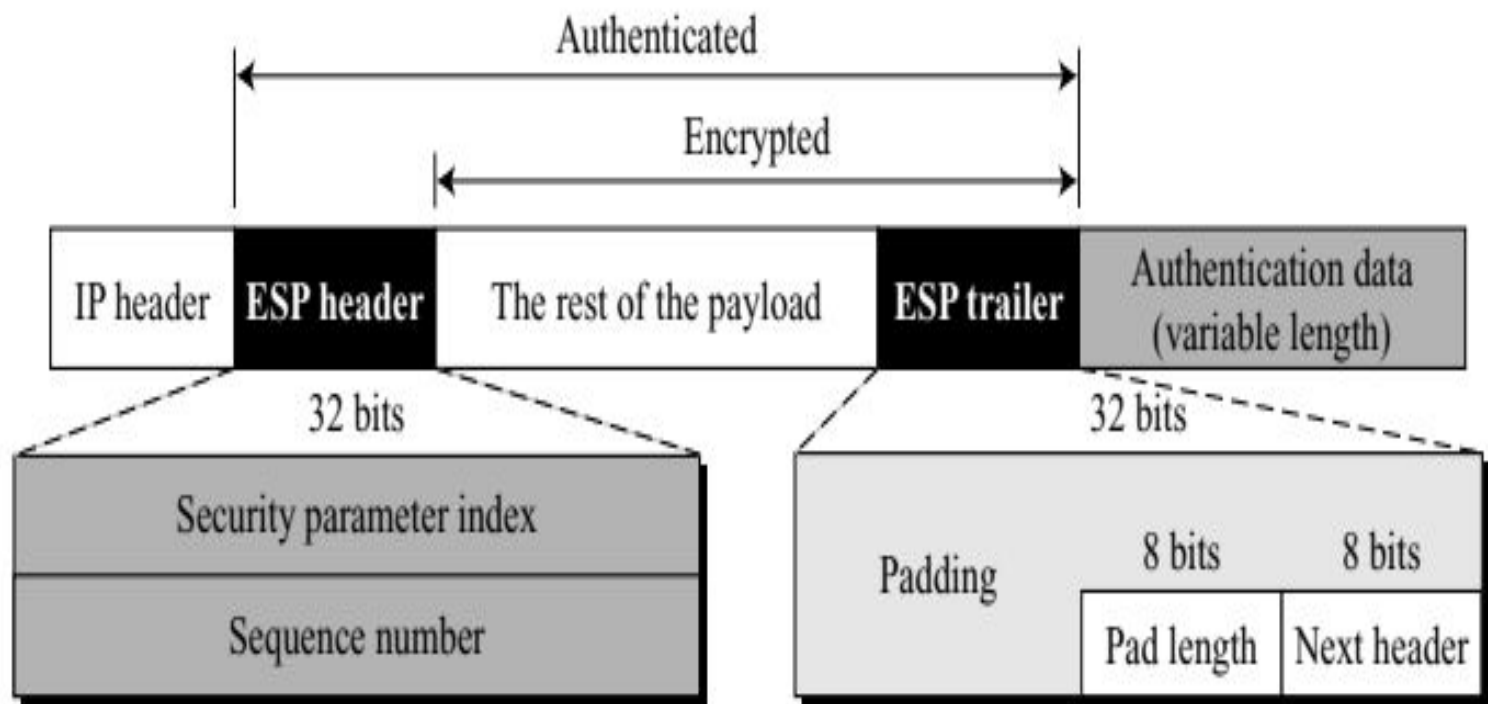 Authenticated
Encrypted
IP header
ESP header
The rest of the payload
ESP trailer
Authentication data
(variable length)
32 bits
32 bits
Security parameter index
Sequence number
Padding
8 bits
8 bits
Pad length
Next header